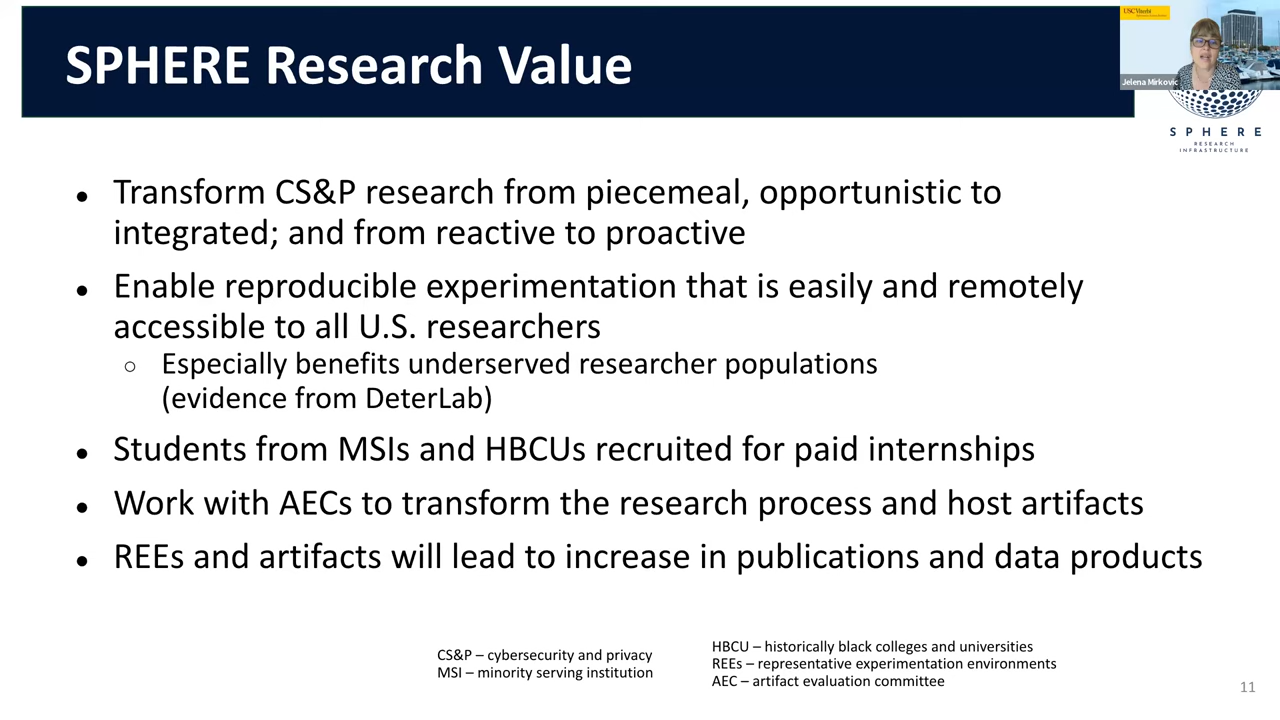 SPHERE Research Value
USC Viterbi
Jelena Mirkovic
SPHERE
RESEARCH
INFRASTRUCTURE
● Transform CS&P research from piecemeal, opportunistic to
integrated; and from reactive to proactive
● Enable reproducible experimentation that is easily and remotely
accessible to all U.S. researchers
○ Especially benefits underserved researcher populations
(evidence from DeterLab)
● Students from MSIs and HBCUs recruited for paid internships
● Work with AECs to transform the research process and host artifacts
● REEs and artifacts will lead to increase in publications and data products
CS&P – cybersecurity and privacy
MSI – minority serving institution
HBCU – historically black colleges and universities
REEs – representative experimentation environments
AEC – artifact evaluation committee
11